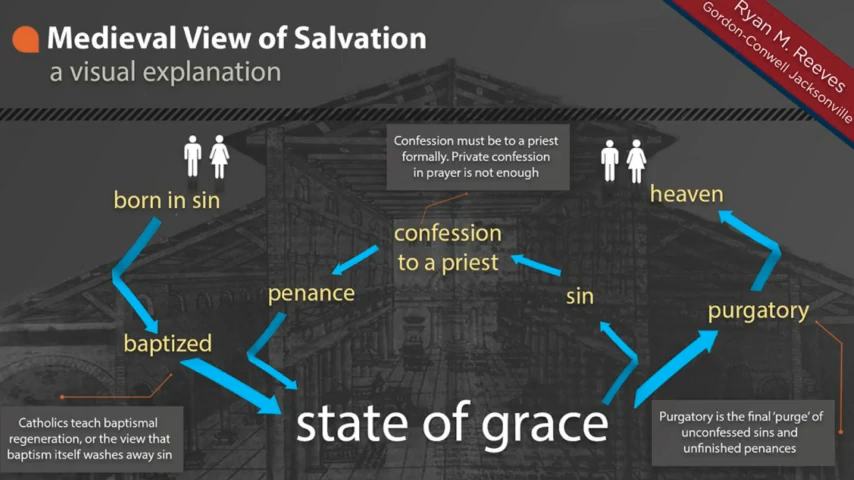 Medieval View of Salvation
a visual explanation
Ryan M. Reeves
Gordon-Conwell Jacksonville
born in sin
Confession must be to a priest
formally. Private confession
in prayer is not enough
heaven
confession
to a priest
penance
sin
purgatory
baptized
state of grace
Catholics teach baptismal
regeneration, or the view that
baptism itself washes away sin
Purgatory is the final 'purge' of
unconfessed sins and
unfinished penances